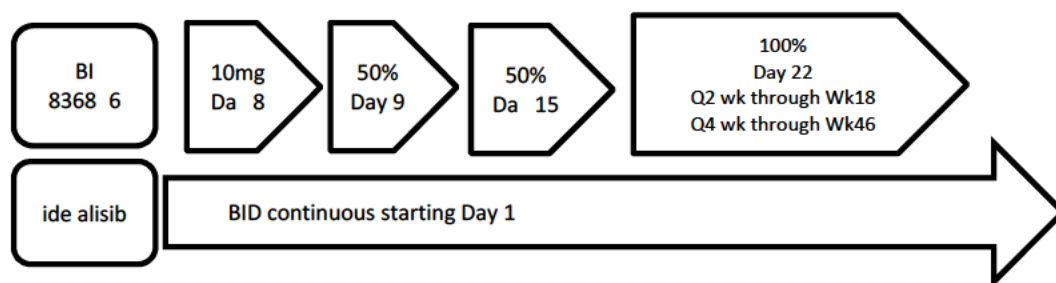 BI
8368 6
10mg
Da 8
50%
Day 9
50%
Da 15
100%
Day 22
Q2 wk through Wk18
Q4 wk through Wk46
ide alisib
BID continuous starting Day 1